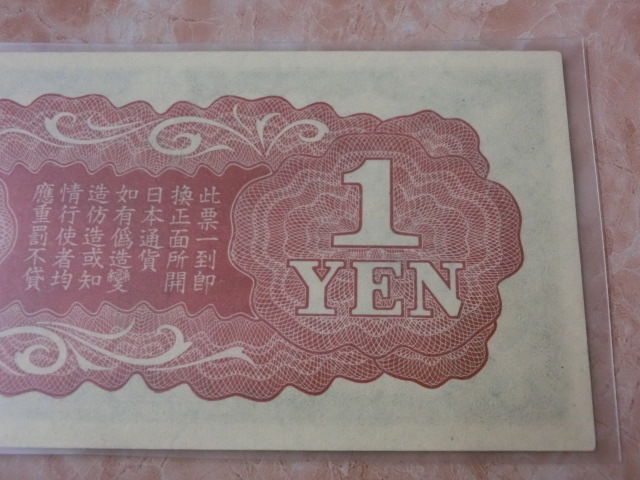 此票一到即
換正面所開
日本通貨
如有僞造變
造仿造或知
情行使者均
應重罰不貸
1
YEN